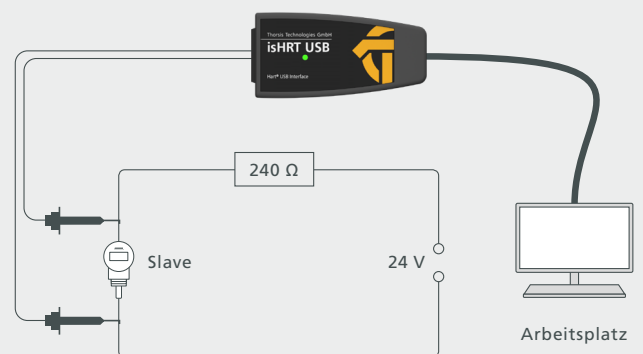 Thorsis Technologies GmbH
isHRT USB
Hart® USB Interface
240 Ω
Slave
24 V
Arbeitsplatz